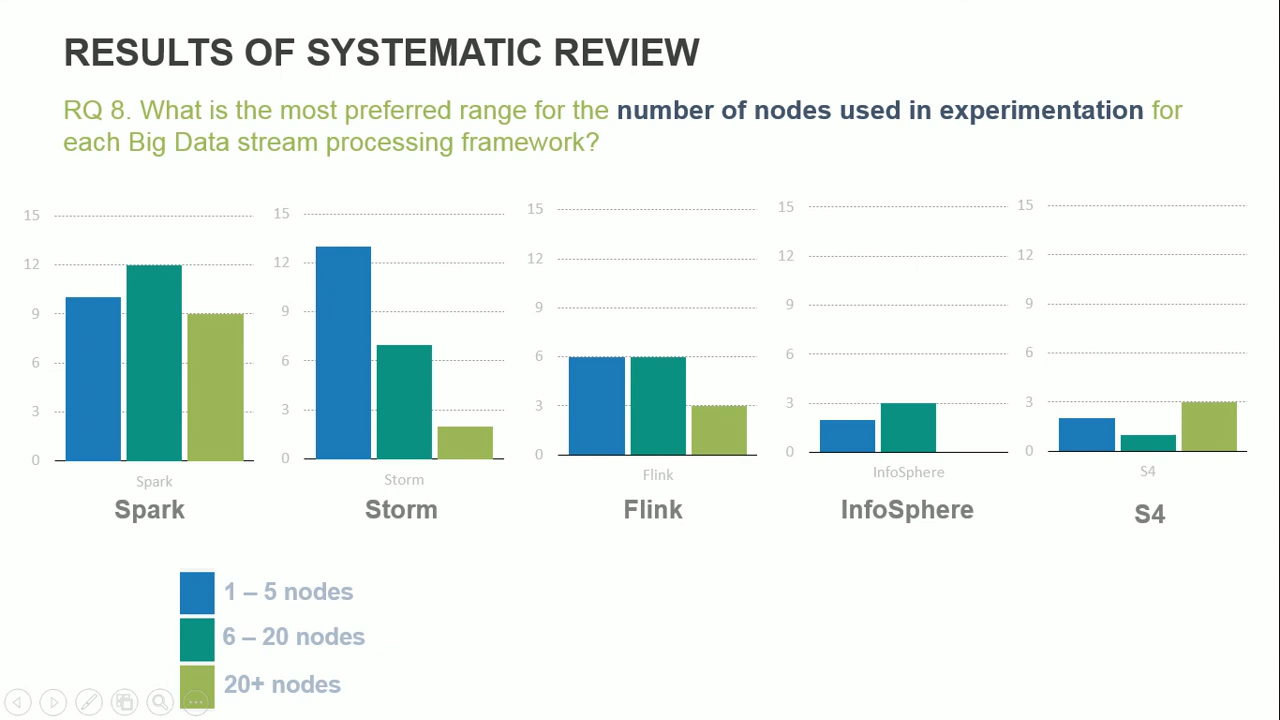 RESULTS OF SYSTEMATIC REVIEW
RQ 8. What is the most preferred range for the number of nodes used in experimentation for
each Big Data stream processing framework?
15
12
9
6
3
0
Spark
Spark
15
12
9
6
3
0
Storm
Storm
15
12
9
6
3
0
Flink
Flink
15
12
9
6
3
0
InfoSphere
InfoSphere
15
12
9
6
3
0
S4
S4
1 – 5 nodes
6 – 20 nodes
20+ nodes